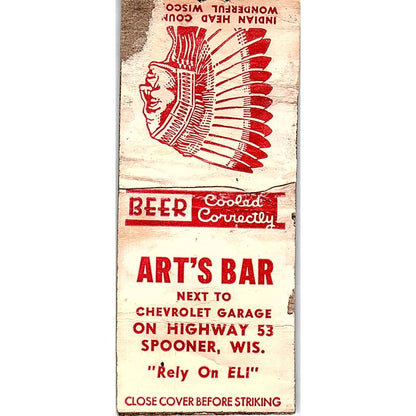 INDIAN HEAD COUN
WONDERFUL WISCO
BEER Cooled
Correctly
ART'S BAR
NEXT TO
CHEVROLET GARAGE
ON HIGHWAY 53
SPOONER, WIS.
"Rely On ELI"
CLOSE COVER BEFORE STRIKING